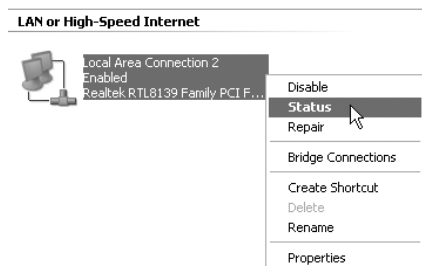 LAN or High-Speed Internet
Local Area Connection 2
Enabled
Realtek RTL8139 Family PCI F...
Disable
Status
Repair
Bridge Connections
Create Shortcut
Delete
Rename
Properties